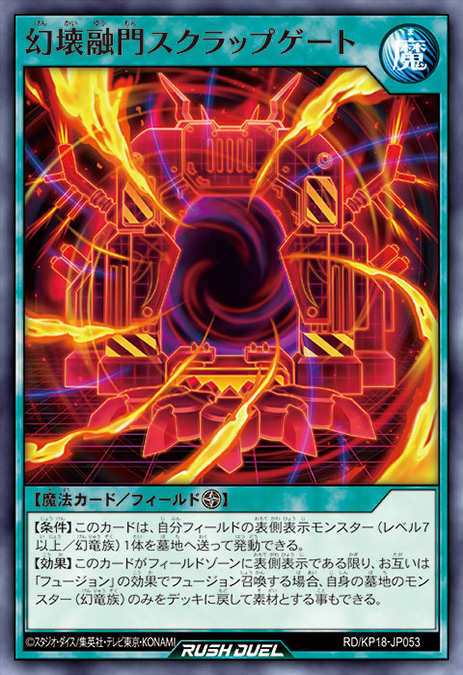 幻壊融門スクラップゲート
魔
【魔法カード/フィールド】
【条件】このカードは、自分フィールドの表側表示モンスター(レベル7
以上/幻竜族)1体を墓地へ送って発動できる。
【効果】このカードがフィールドゾーンに表側表示である限り、お互いは
「フュージョン」の効果でフュージョン召喚する場合、自身の墓地のモン
スター(幻竜族)のみをデッキに戻して素材とする事もできる。
©スタジオ・ダイス/集英社・テレビ東京・KONAMI
RUSH DUEL
RD/KP18-JP053